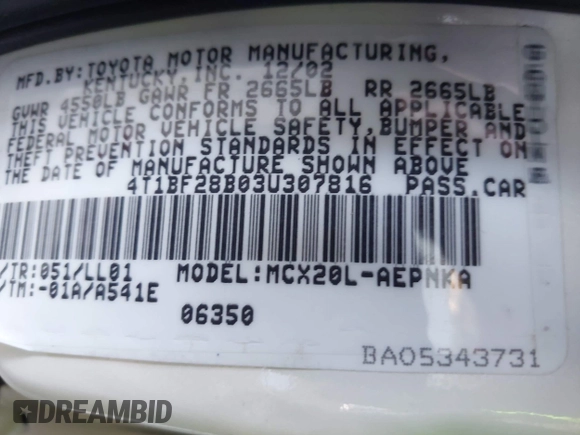 MFD.BY:TOYOTA MOTOR MANUFACTURING,
KENTUCKY,INC. 12/02
GVWR 4550LB GAWR FR 2665LB RR 2665LB
THIS VEHICLE CONFORMS TO ALL APPLICABLE
FEDERAL MOTOR VEHICLE SAFETY,BUMPER AND
THEFT PREVENTION STANDARDS IN EFFECT ON
THE DATE OF MANUFACTURE SHOWN ABOVE
4T1BF28B03U307816 PASS.CAR
/TR:051/LL01 MODEL:MCX20L-AEPNKA
/TM:-01A/A541E
06350
BAO5343731
DREAMBID